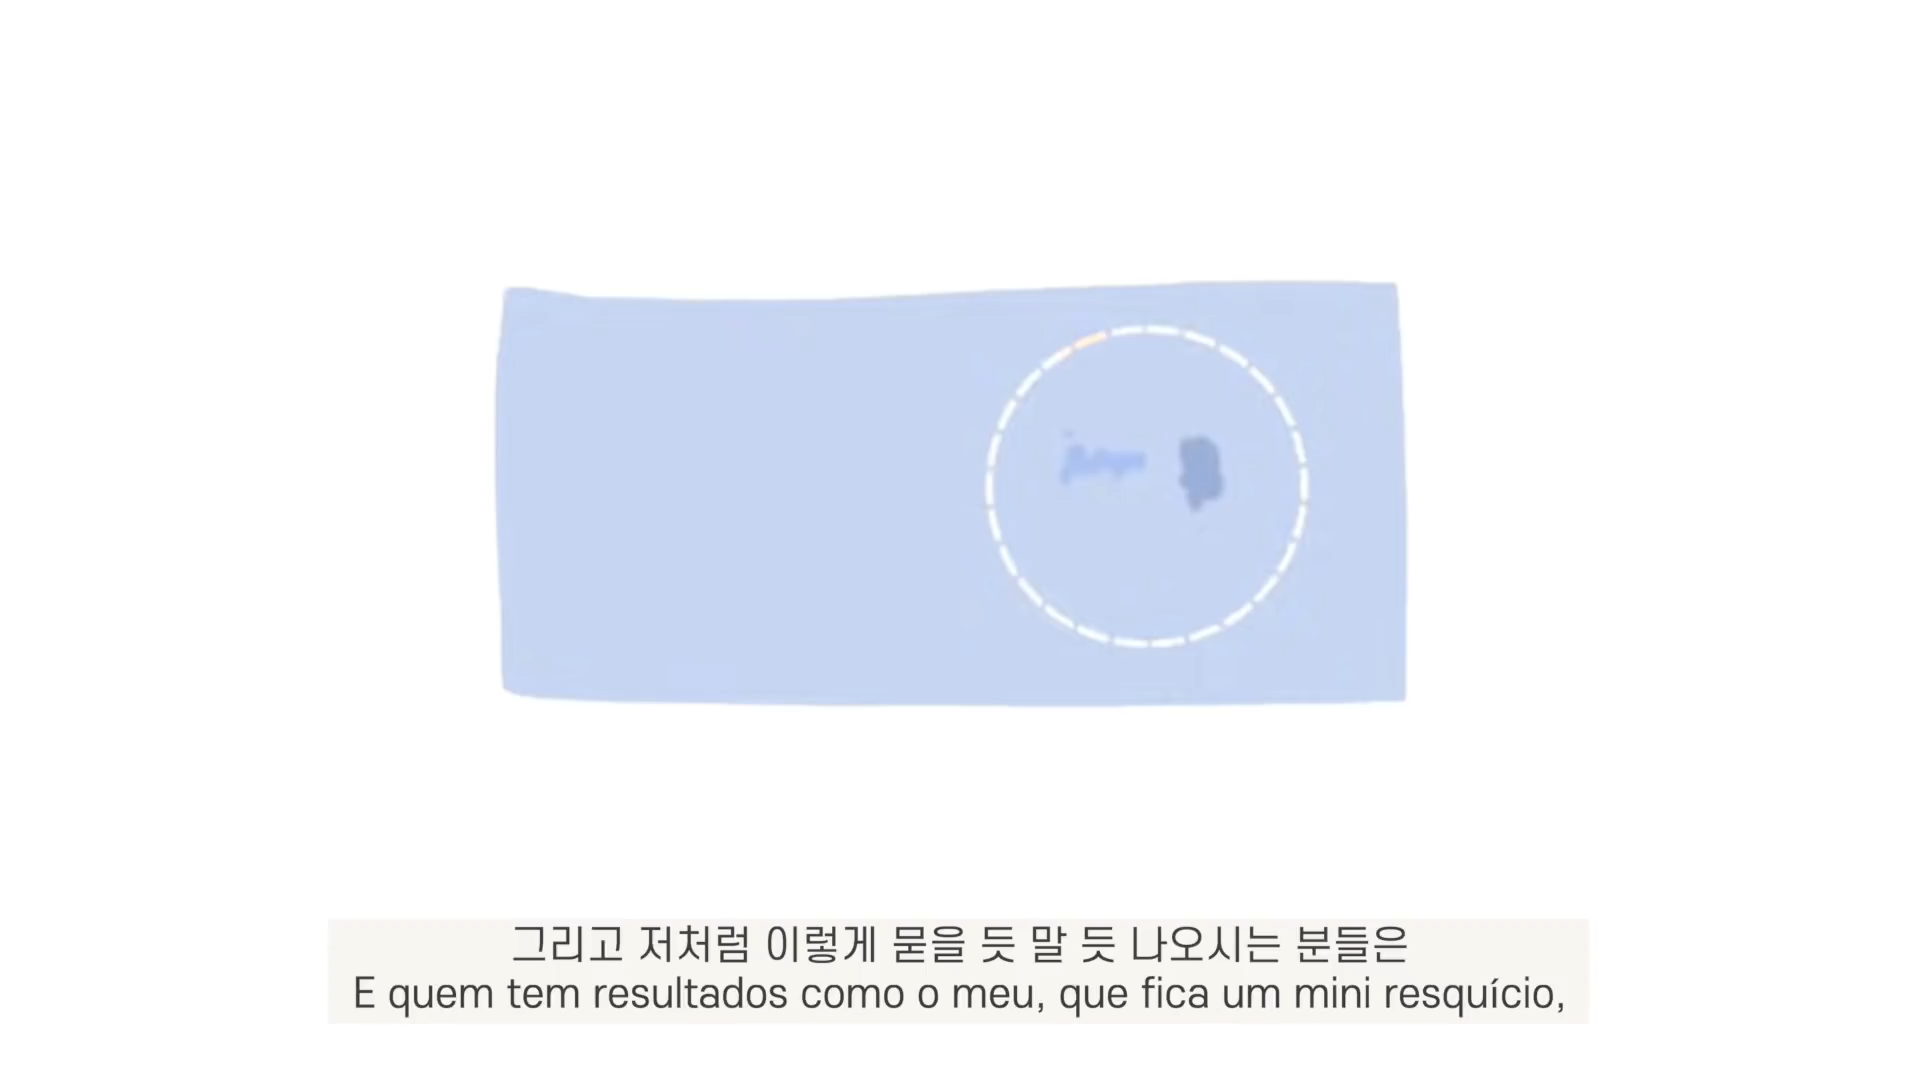 그리고 저처럼 이렇게 묻을 듯 말 듯 나오시는 분들은
E quem tem resultados como o meu, que fica um mini resquício,